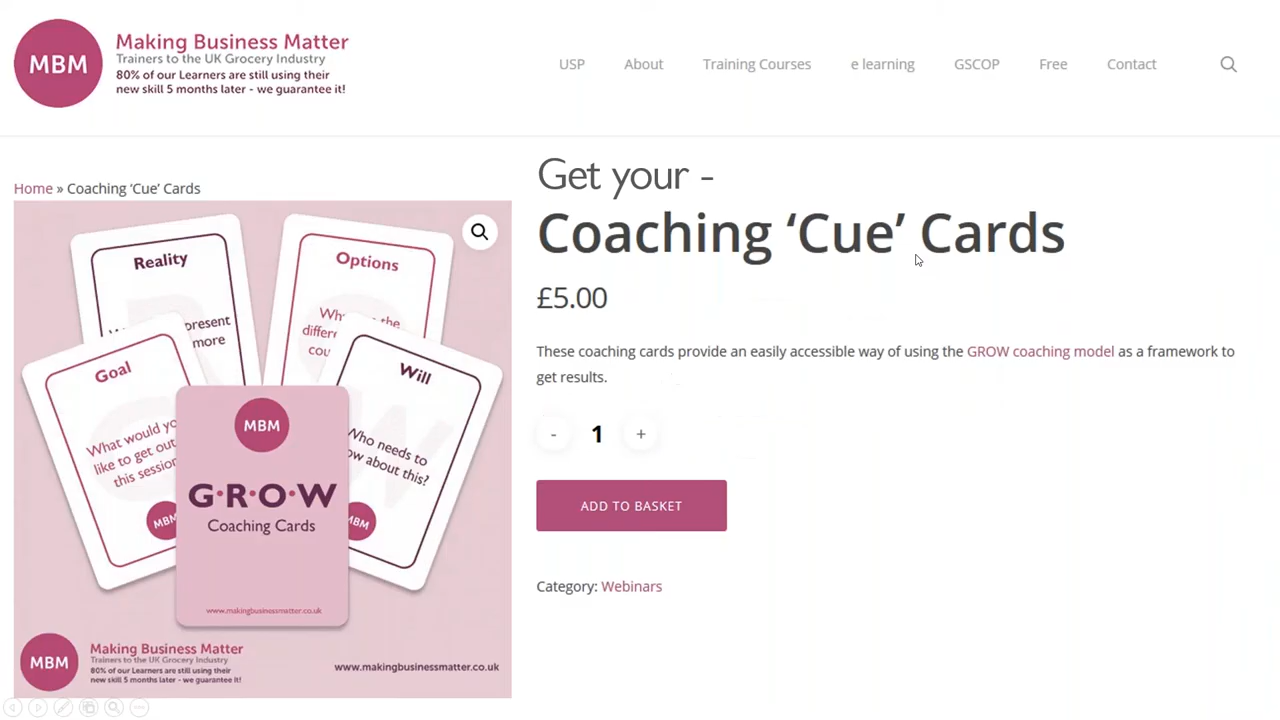 MBM
Making Business Matter
Trainers to the UK Grocery Industry
80% of our Learners are still using their
new skill 5 months later - we guarantee it!
USP
About
Training Courses
e learning
GSCOP
Free
Contact
Home » Coaching ‘Cue’ Cards
Get your -
Coaching ‘Cue’ Cards
£5.00
These coaching cards provide an easily accessible way of using the GROW coaching model as a framework to
get results.
- 1 +
ADD TO BASKET
Category: Webinars
Reality
present
more
Options
the
Goal
What would
like to get out
this session
MBM
Will
Who needs to
about this?
MBM
MBM
G·R·O·W
Coaching Cards
www.makingbusinessmatter.co.uk
MBM
Making Business Matter
Trainers to the UK Grocery Industry
80% of our Learners are still using their
new skill 5 months later - we guarantee it!
www.makingbusinessmatter.co.uk